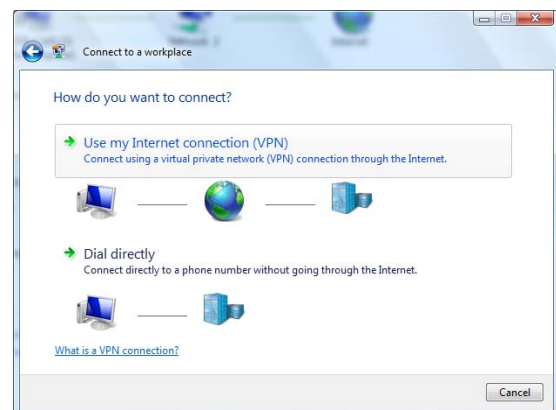 Connect to a workplace
How do you want to connect?
Use my Internet connection (VPN)
Connect using a virtual private network (VPN) connection through the Internet.
Dial directly
Connect directly to a phone number without going through the Internet.
What is a VPN connection?
Cancel